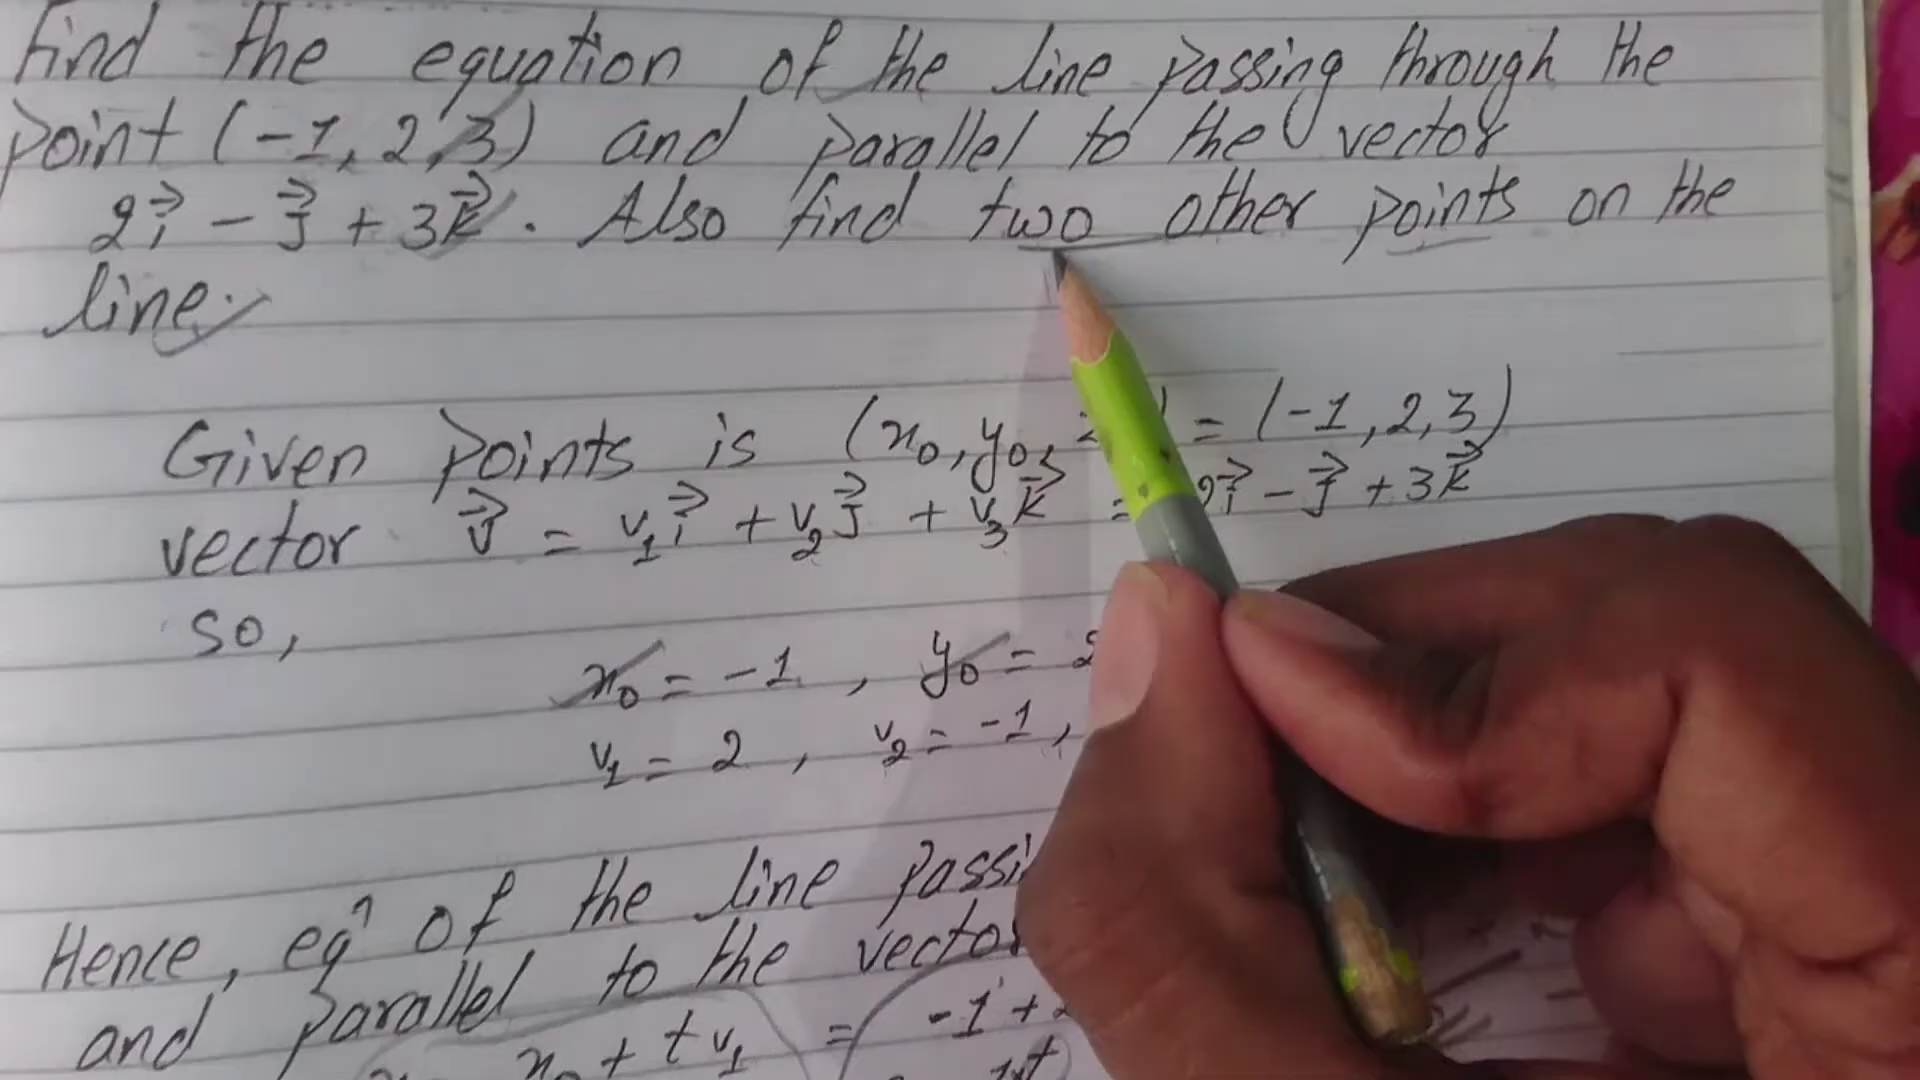 Find the equation of the line passing through the
point (-1, 2, 3) and parallel to the vector
2i⃗ - j⃗ + 3k⃗. Also find two other points on the
line.
Given points is (x₀, y₀, = (-1, 2, 3)
vector v⃗ = v₁i⃗ + v₂j⃗ + v₃k⃗ = 2i⃗ - j⃗ + 3k⃗
so,
x₀ = -1 , y₀ = 2
v₁ = 2 , v₂ = -1,
Hence, eqⁿ of the line
and parallel to the vector
x₀ + tv₁ = -1 +